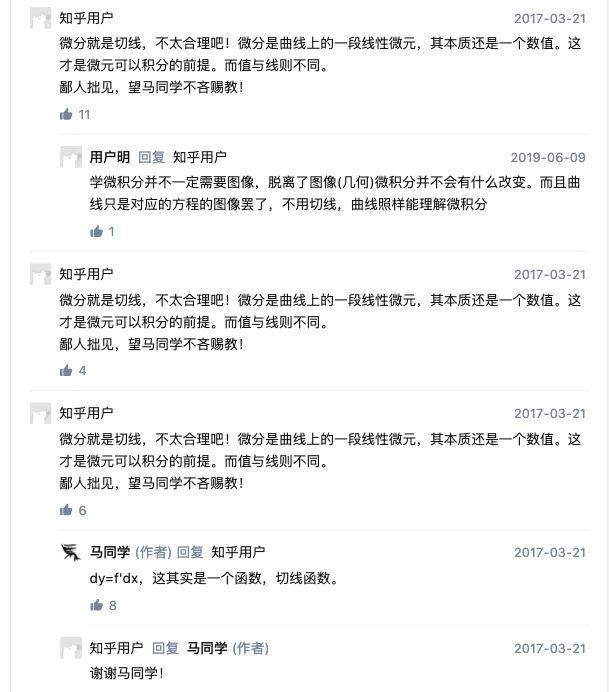 知乎用户 2017-03-21
微分就是切线，不太合理吧！微分是曲线上的一段线性微元，其本质还是一个数值。这
才是微元可以积分的前提。而值与线则不同。
鄙人拙见，望马同学不吝赐教！
11
用户明 回复 知乎用户 2019-06-09
学微积分并不一定需要图像，脱离了图像(几何)微积分并不会有什么改变。而且曲
线只是对应的方程的图像罢了，不用切线，曲线照样能理解微积分
1
知乎用户 2017-03-21
微分就是切线，不太合理吧！微分是曲线上的一段线性微元，其本质还是一个数值。这
才是微元可以积分的前提。而值与线则不同。
鄙人拙见，望马同学不吝赐教！
4
知乎用户 2017-03-21
微分就是切线，不太合理吧！微分是曲线上的一段线性微元，其本质还是一个数值。这
才是微元可以积分的前提。而值与线则不同。
鄙人拙见，望马同学不吝赐教！
6
马同学 (作者) 回复 知乎用户 2017-03-21
dy=f'dx，这其实是一个函数，切线函数。
8
知乎用户 回复 马同学 (作者) 2017-03-21
谢谢马同学！